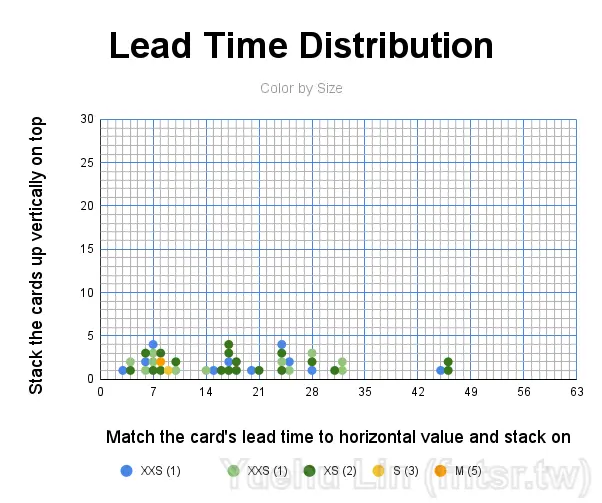 Lead Time Distribution
Color by Size
Stack the cards up vertically on top
30
25
20
15
10
5
0
0 7 14 21 28 35 42 49 56 63
Match the card's lead time to horizontal value and stack on
XXS (1) XXS (1) XS (2) S (3) M (5)
Yuehu Lin (fntsr.tw)